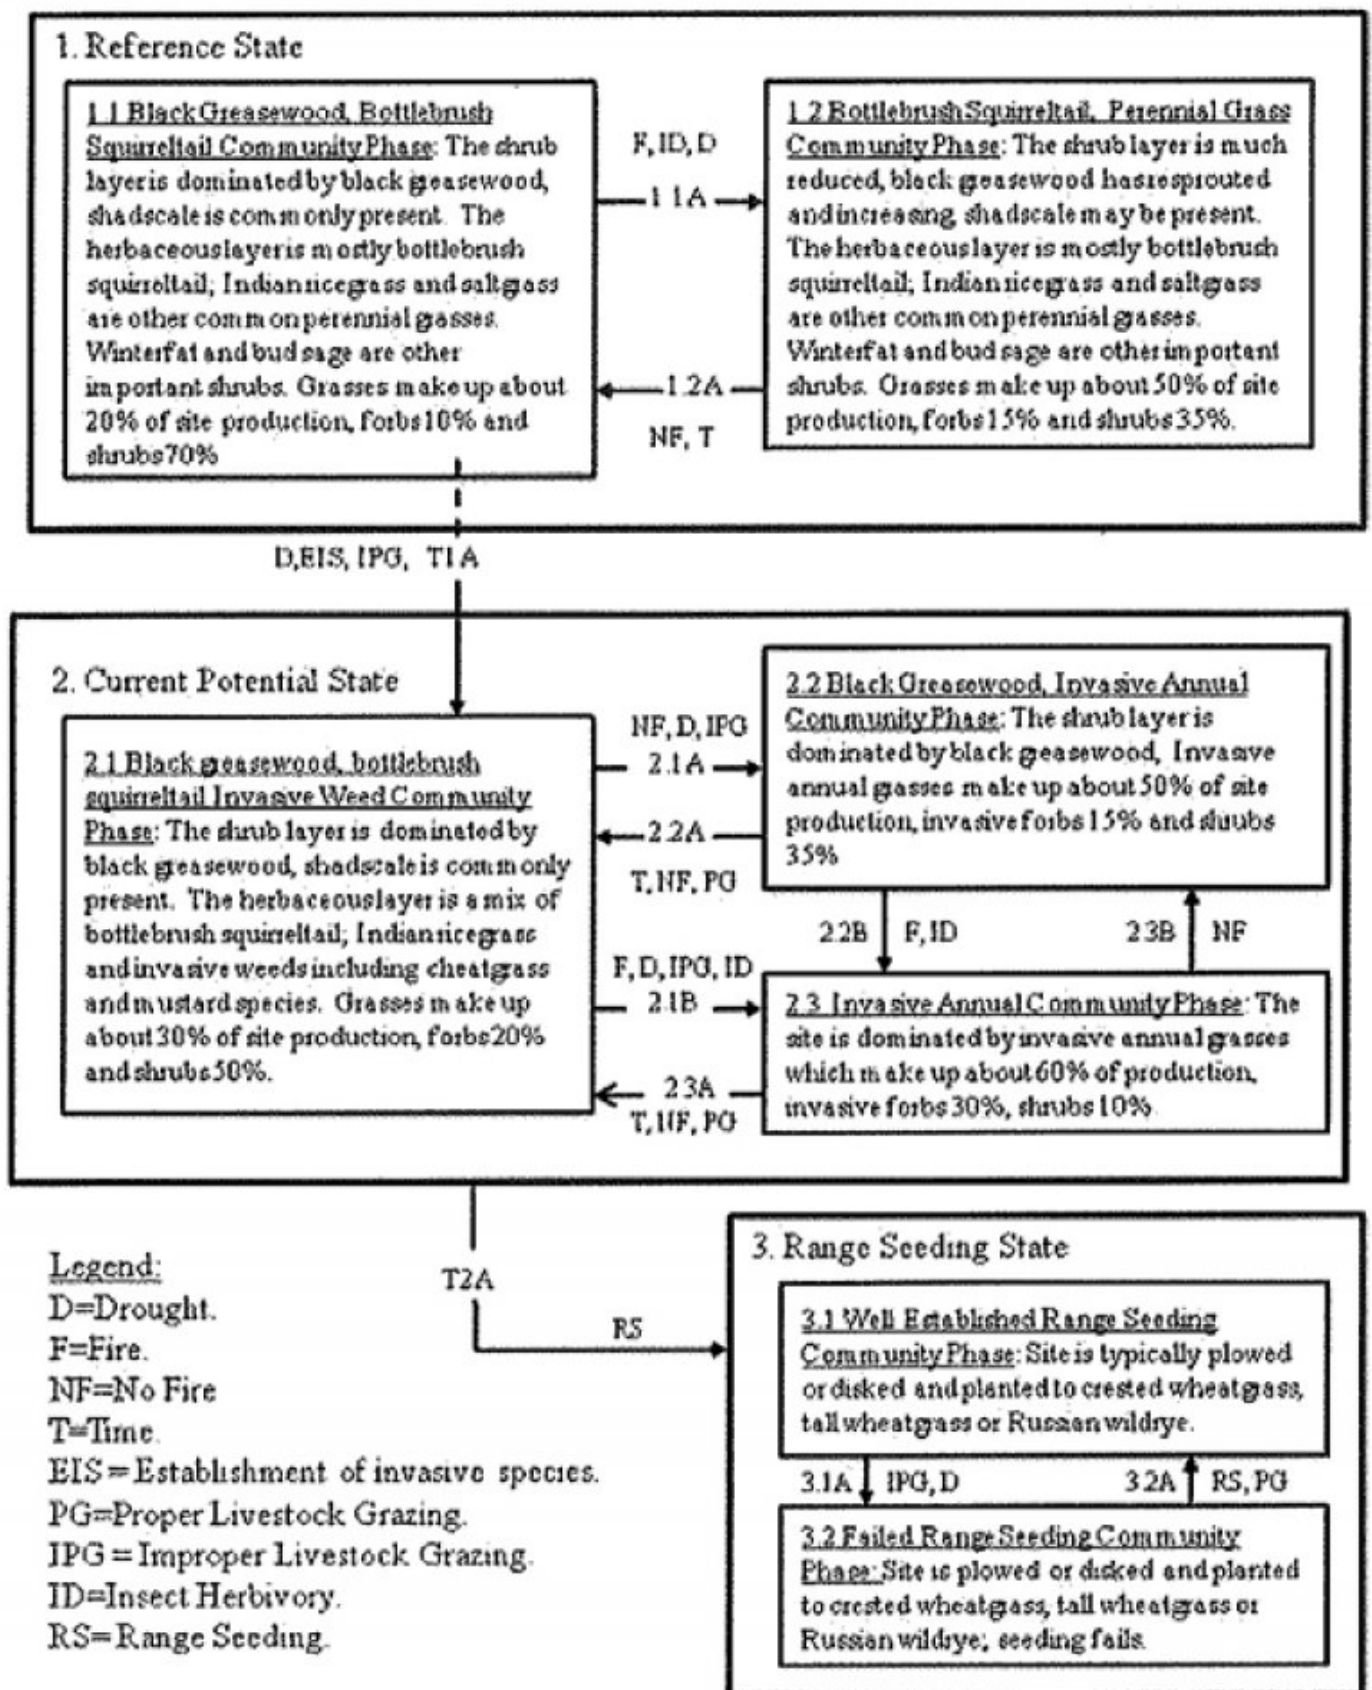 1. Reference State
1.1 Black Greasewood, Bottlebrush
Squirreltail Community Phase: The shrub
layer is dominated by black greasewood,
shadscale is commonly present. The
herbaceous layer is mostly bottlebrush
squirreltail; Indian ricegrass and saltgrass
are other common perennial grasses.
Winterfat and bud sage are other
important shrubs. Grasses make up about
20% of site production, forbs 10% and
shrubs 70%
F, ID, D
1.1A
1.2A
NF, T
1.2 Bottlebrush Squirreltail, Perennial Grass
Community Phase: The shrub layer is much
reduced, black greasewood has resprouted
and increasing, shadscale may be present.
The herbaceous layer is mostly bottlebrush
squirreltail; Indian ricegrass and saltgrass
are other common perennial grasses.
Winterfat and bud sage are other important
shrubs. Grasses make up about 50% of site
production, forbs 15% and shrubs 35%.
D,EIS, IPG, T1A
2. Current Potential State
2.1 Black greasewood, bottlebrush
squirreltail Invasive Weed Community
Phase: The shrub layer is dominated by
black greasewood, shadscale is commonly
present. The herbaceous layer is a mix of
bottlebrush squirreltail; Indian ricegrass
and invasive weeds including cheatgrass
and mustard species. Grasses make up
about 30% of site production, forbs 20%
and shrubs 50%.
NF, D, IPG
2.1A
2.2A
T, NF, PG
F, D, IPG, ID
2.1B
2.3A
T, NF, PG
2.2 Black Greasewood, Invasive Annual
Community Phase: The shrub layer is
dominated by black greasewood, Invasive
annual grasses make up about 50% of site
production, invasive forbs 15% and shrubs
35%
2.2B F, ID
2.3B NF
2.3 Invasive Annual Community Phase: The
site is dominated by invasive annual grasses
which make up about 60% of production,
invasive forbs 30%, shrubs 10%
T2A
RS
Legend:
D=Drought.
F=Fire.
NF=No Fire
T=Time.
EIS=Establishment of invasive species.
PG=Proper Livestock Grazing.
IPG=Improper Livestock Grazing.
ID=Insect Herbivory.
RS=Range Seeding.
3. Range Seeding State
3.1 Well Established Range Seeding
Community Phase: Site is typically plowed
or disked and planted to crested wheatgrass,
tall wheatgrass or Russian wildrye.
3.1A IPG, D
3.2A RS, PG
3.2 Failed Range Seeding Community
Phase: Site is plowed or disked and planted
to crested wheatgrass, tall wheatgrass or
Russian wildrye; seeding fails.